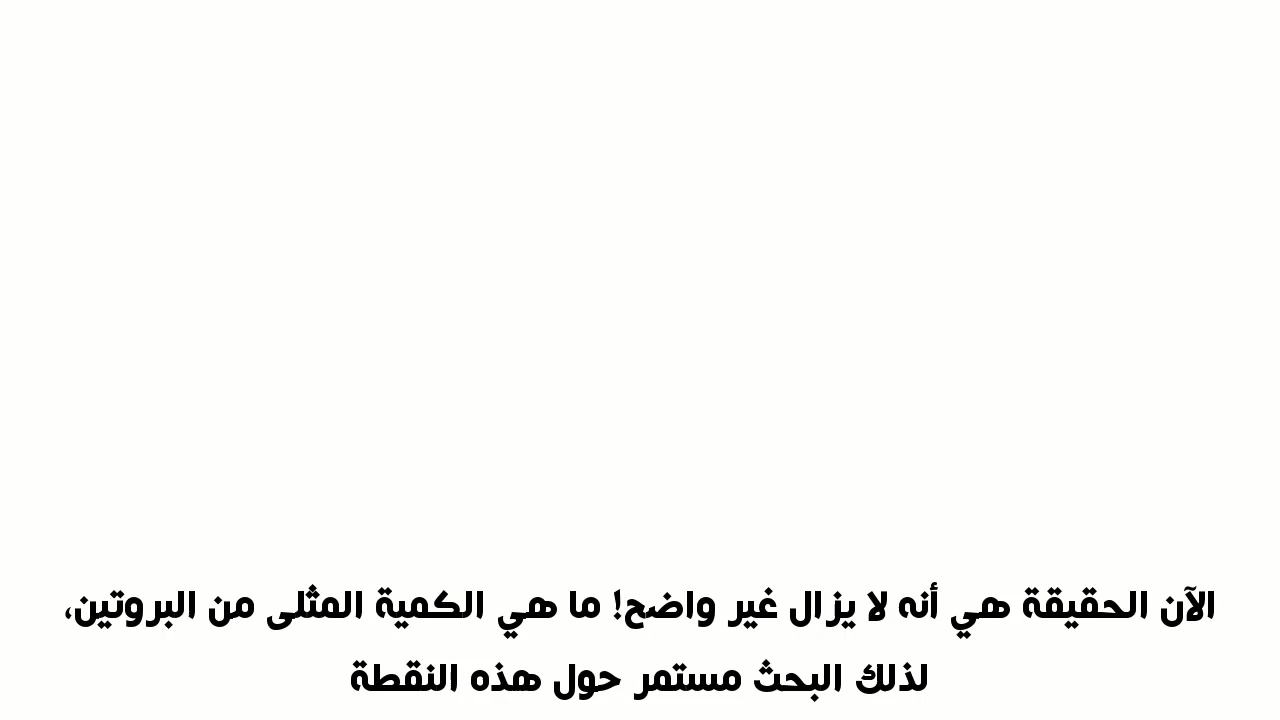 الآن الحقيقة هي أنه لا يزال غير واضح! ما هي الكمية المثلى من البروتين،
لذلك البحث مستمر حول هذه النقطة